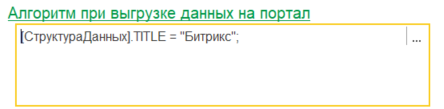 Алгоритм при выгрузке данных на портал
[СтруктураДанных].TITLE = "Битрикс"; ...